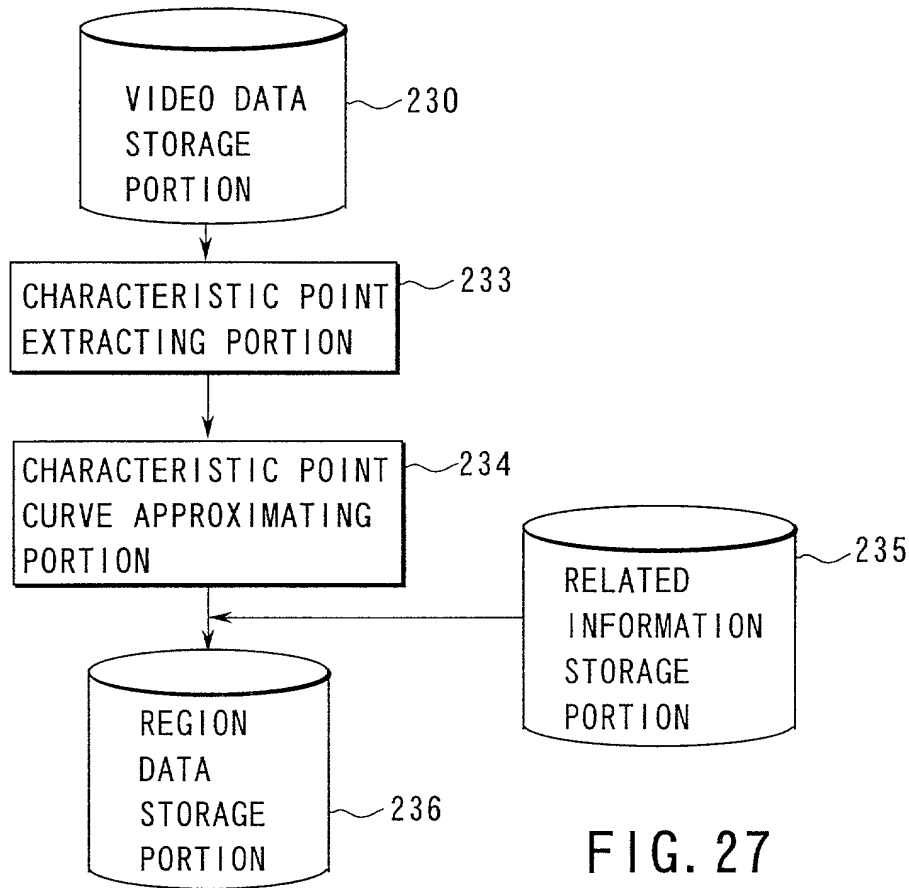 VIDEO DATA
STORAGE
PORTION
230
CHARACTERISTIC POINT
EXTRACTING PORTION
233
CHARACTERISTIC POINT
CURVE APPROXIMATING
PORTION
234
RELATED
INFORMATION
STORAGE
PORTION
235
REGION
DATA
STORAGE
PORTION
236
FIG. 27